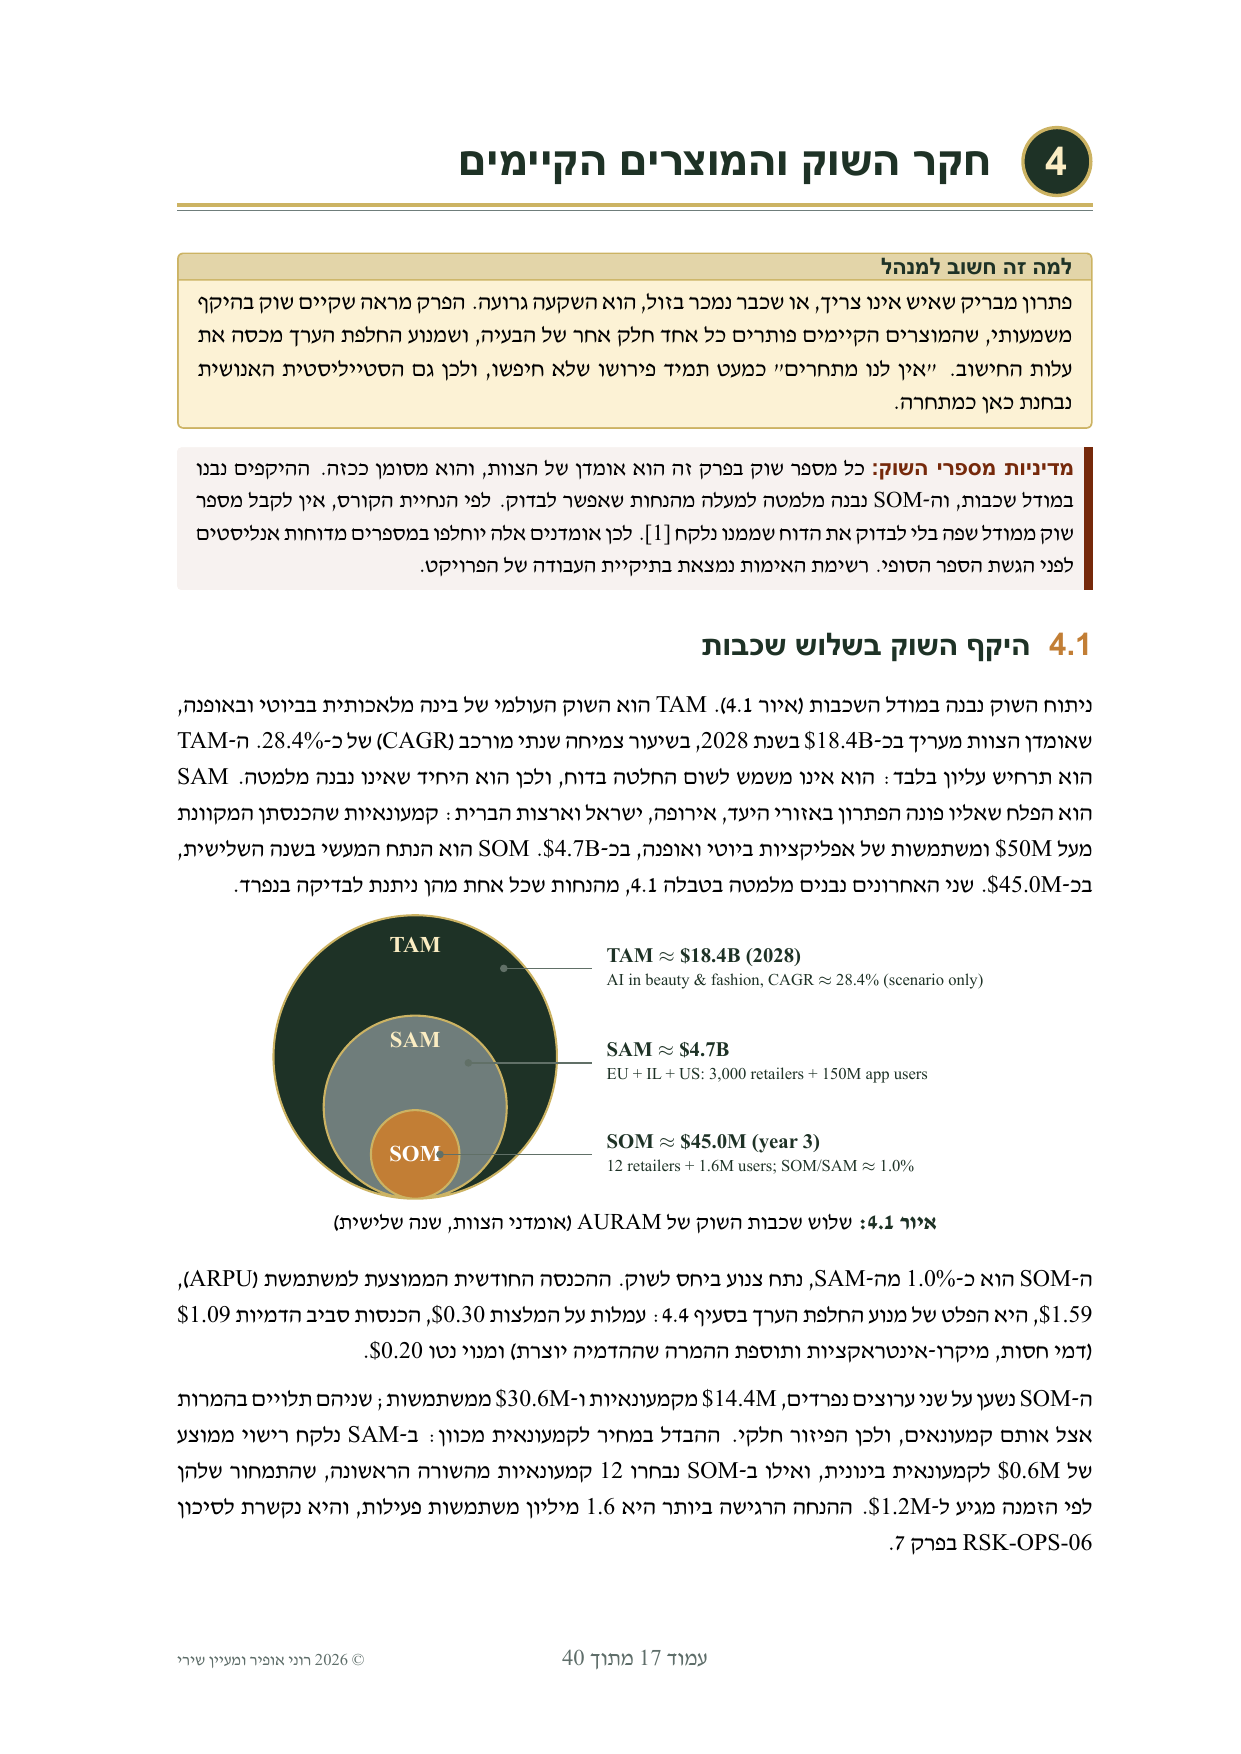 4 חקר השוק והמוצרים הקיימים
למה זה חשוב למנהל
פתרון מבריק שאיש אינו צריך, או שכבר נמכר בזול, הוא השקעה גרועה. הפרק מראה שקיים שוק בהיקף
משמעותי, שהמוצרים הקיימים פותרים כל אחד חלק אחר של הבעיה, ושמנוע החלפת הערך מכסה את
עלות החישוב. ״אין לנו מתחרים״ כמעט תמיד פירושו שלא חיפשו, ולכן גם הסטייליסטית האנושית
נבחנת כאן כמתחרה.
מדיניות מספרי השוק: כל מספר שוק בפרק זה הוא אומדן של הצוות, והוא מסומן ככזה. ההיקפים נבנו
במודל שכבות, וה-SOM נבנה מלמטה למעלה מהנחות שאפשר לבדוק. לפי הנחיית הקורס, אין לקבל מספר
שוק ממודל שפה בלי לבדוק את הדוח שממנו נלקח [1]. לכן אומדנים אלה יוחלפו במספרים מדוחות אנליסטים
לפני הגשת הספר הסופי. רשימת האימות נמצאת בתיקיית העבודה של הפרויקט.
4.1 היקף השוק בשלוש שכבות
ניתוח השוק נבנה במודל השכבות (איור 4.1). TAM הוא השוק העולמי של בינה מלאכותית בביוטי ובאופנה,
שאומדן הצוות מעריך בכ-$18.4B בשנת 2028, בשיעור צמיחה שנתי מורכב (CAGR) של כ-28.4%. ה-TAM
הוא תרחיש עליון בלבד: הוא אינו משמש לשום החלטה בדוח, ולכן הוא היחיד שאינו נבנה מלמטה. SAM
הוא הפלח שאליו פונה הפתרון באזורי היעד, אירופה, ישראל וארצות הברית: קמעונאיות שהכנסתן המקוונת
מעל $50M ומשתמשות של אפליקציות ביוטי ואופנה, בכ-$4.7B. SOM הוא הנתח המעשי בשנה השלישית,
בכ-$45.0M. שני האחרונים נבנים מלמטה בטבלה 4.1, מהנחות שכל אחת מהן ניתנת לבדיקה בנפרד.
TAM
TAM ≈ $18.4B (2028)
AI in beauty & fashion, CAGR ≈ 28.4% (scenario only)
SAM
SAM ≈ $4.7B
EU + IL + US: 3,000 retailers + 150M app users
SOM
SOM ≈ $45.0M (year 3)
12 retailers + 1.6M users; SOM/SAM ≈ 1.0%
איור 4.1: שלוש שכבות השוק של AURAM (אומדני הצוות, שנה שלישית)
ה-SOM הוא כ-1.0% מה-SAM, נתח צנוע ביחס לשוק. ההכנסה החודשית הממוצעת למשתמשת (ARPU),
$1.59, היא הפלט של מנוע החלפת הערך בסעיף 4.4: עמלות על המלצות $0.30, הכנסות סביב הדמיות $1.09
(דמי חסות, מיקרו-אינטראקציות ותוספת ההמרה שההדמיה יוצרת) ומנוי נטו $0.20.
ה-SOM נשען על שני ערוצים נפרדים, $14.4M מקמעונאיות ו-$30.6M ממשתמשות; שניהם תלויים בהמרות
אצל אותם קמעונאים, ולכן הפיזור חלקי. ההבדל במחיר לקמעונאית מכוון: ב-SAM נלקח רישוי ממוצע
של $0.6M לקמעונאית בינונית, ואילו ב-SOM נבחרו 12 קמעונאיות מהשורה הראשונה, שהתמחור שלהן
לפי הזמנה מגיע ל-$1.2M. ההנחה הרגישה ביותר היא 1.6 מיליון משתמשות פעילות, והיא נקשרת לסיכון
RSK-OPS-06 בפרק 7.
עמוד 17 מתוך 40
© 2026 רוני אופיר ומעיין שירי